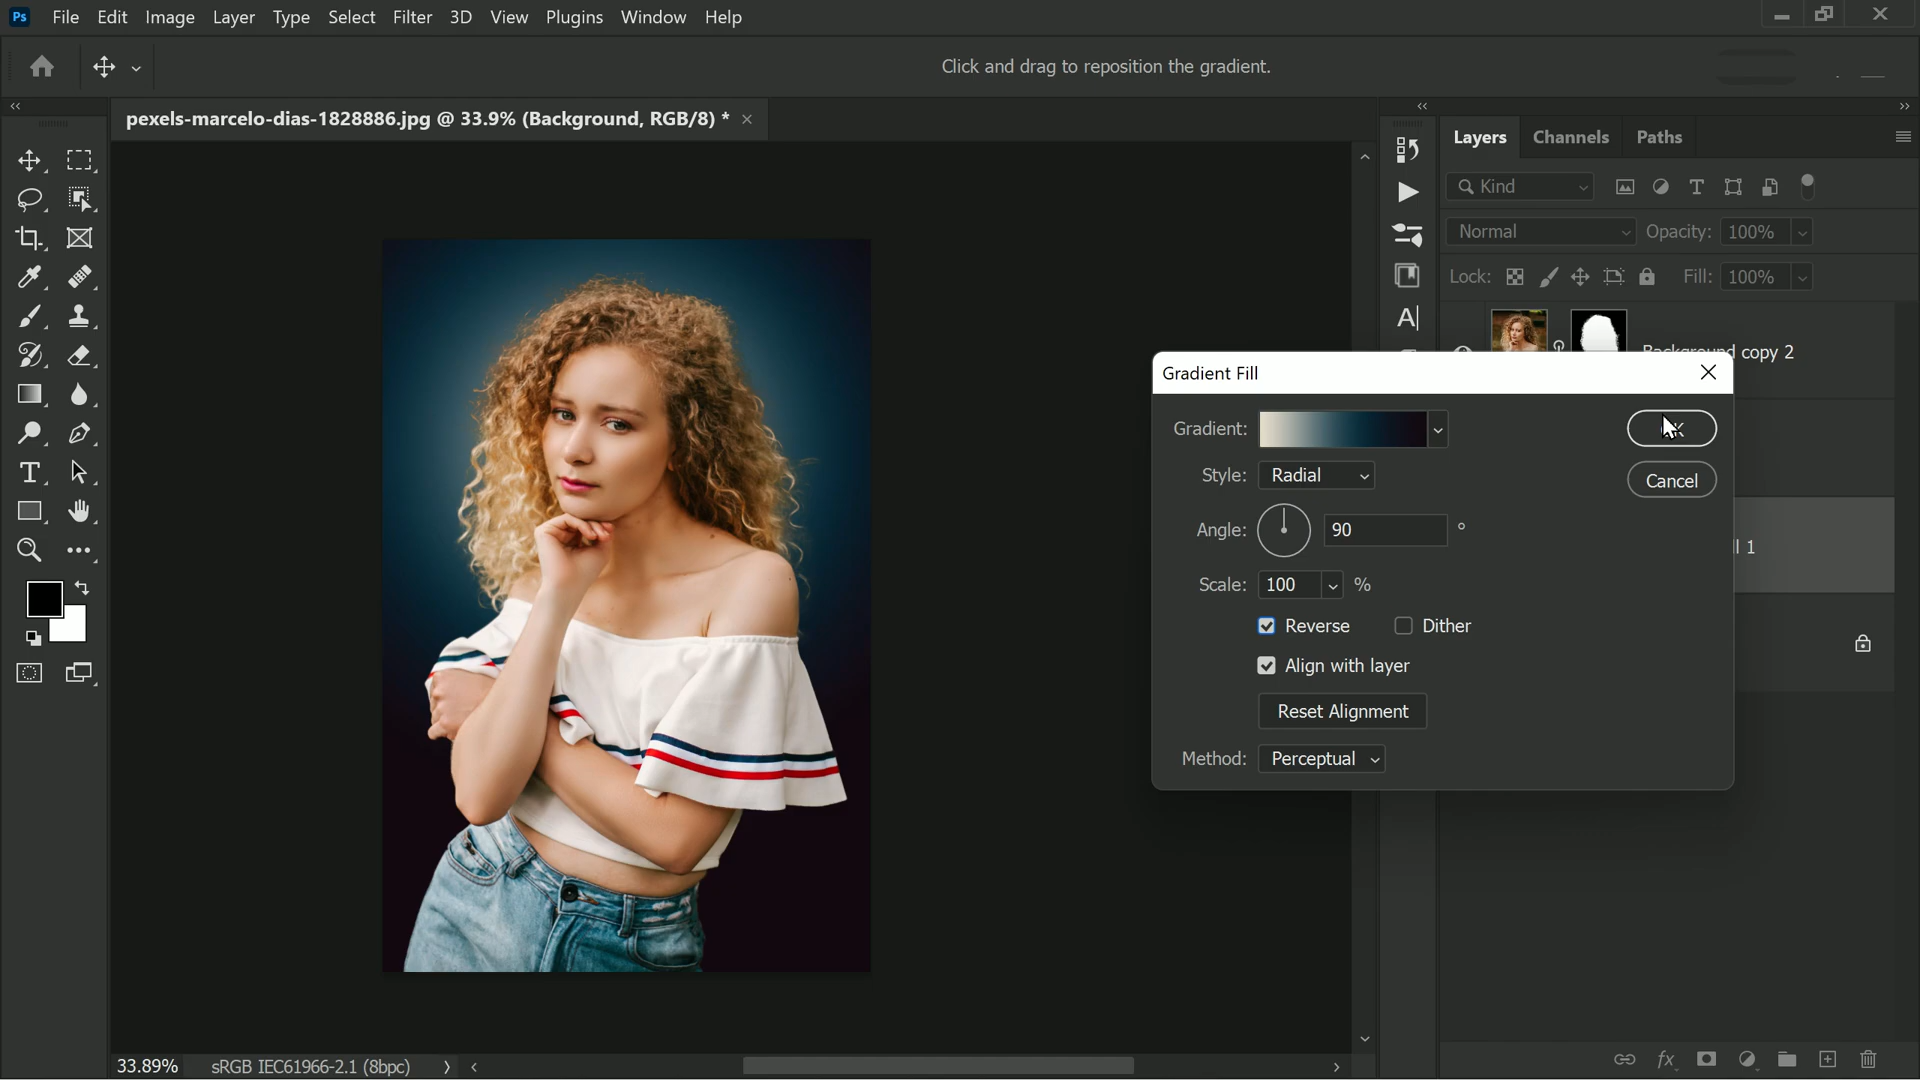 Ps File Edit Image Layer Type Select Filter 3D View Plugins Window Help
Click and drag to reposition the gradient.
pexels-marcelo-dias-1828886.jpg @ 33.9% (Background, RGB/8) *
Layers Channels Paths
Kind
Normal Opacity: 100%
Lock: Fill: 100%
Background copy 2
Gradient Fill
Gradient:
Style: Radial
Cancel
Angle: 90 °
ll 1
Scale: 100 %
Reverse Dither
Align with layer
Reset Alignment
Method: Perceptual
33.89% sRGB IEC61966-2.1 (8bpc)